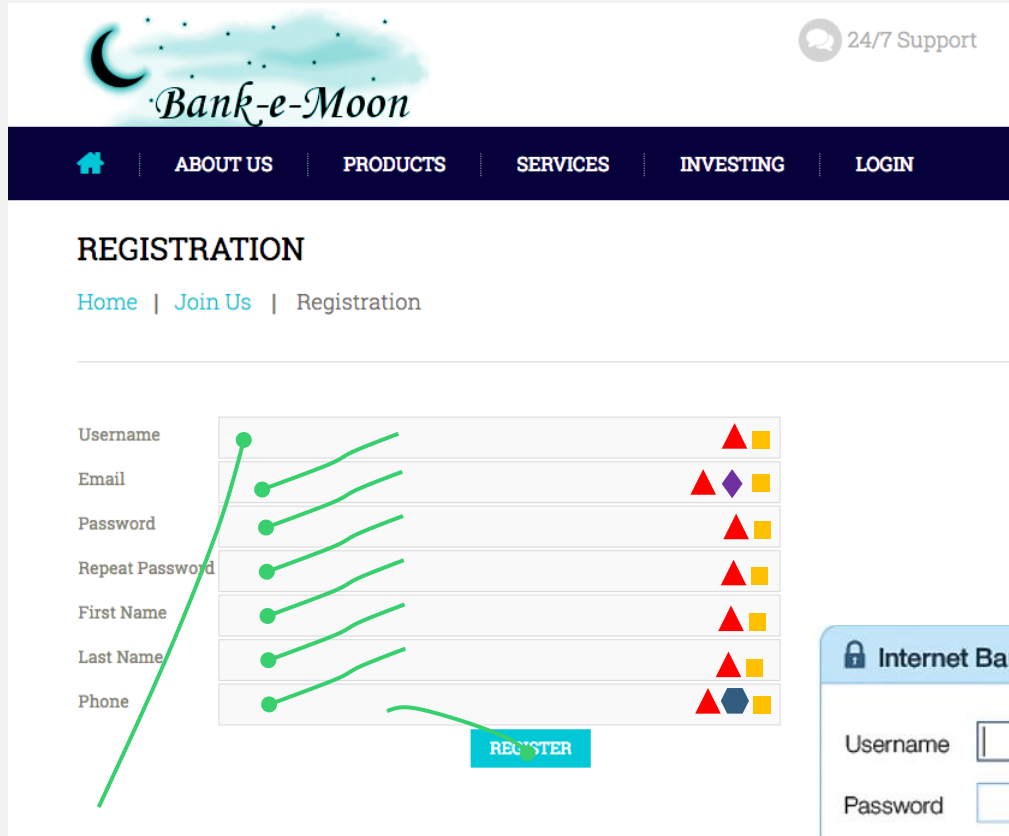 24/7 Support
Bank-e-Moon
ABOUT US PRODUCTS SERVICES INVESTING LOGIN
REGISTRATION
Home | Join Us | Registration
Username
Email
Password
Repeat Password
First Name
Last Name
Phone
REGISTER
Internet Ba
Username
Password